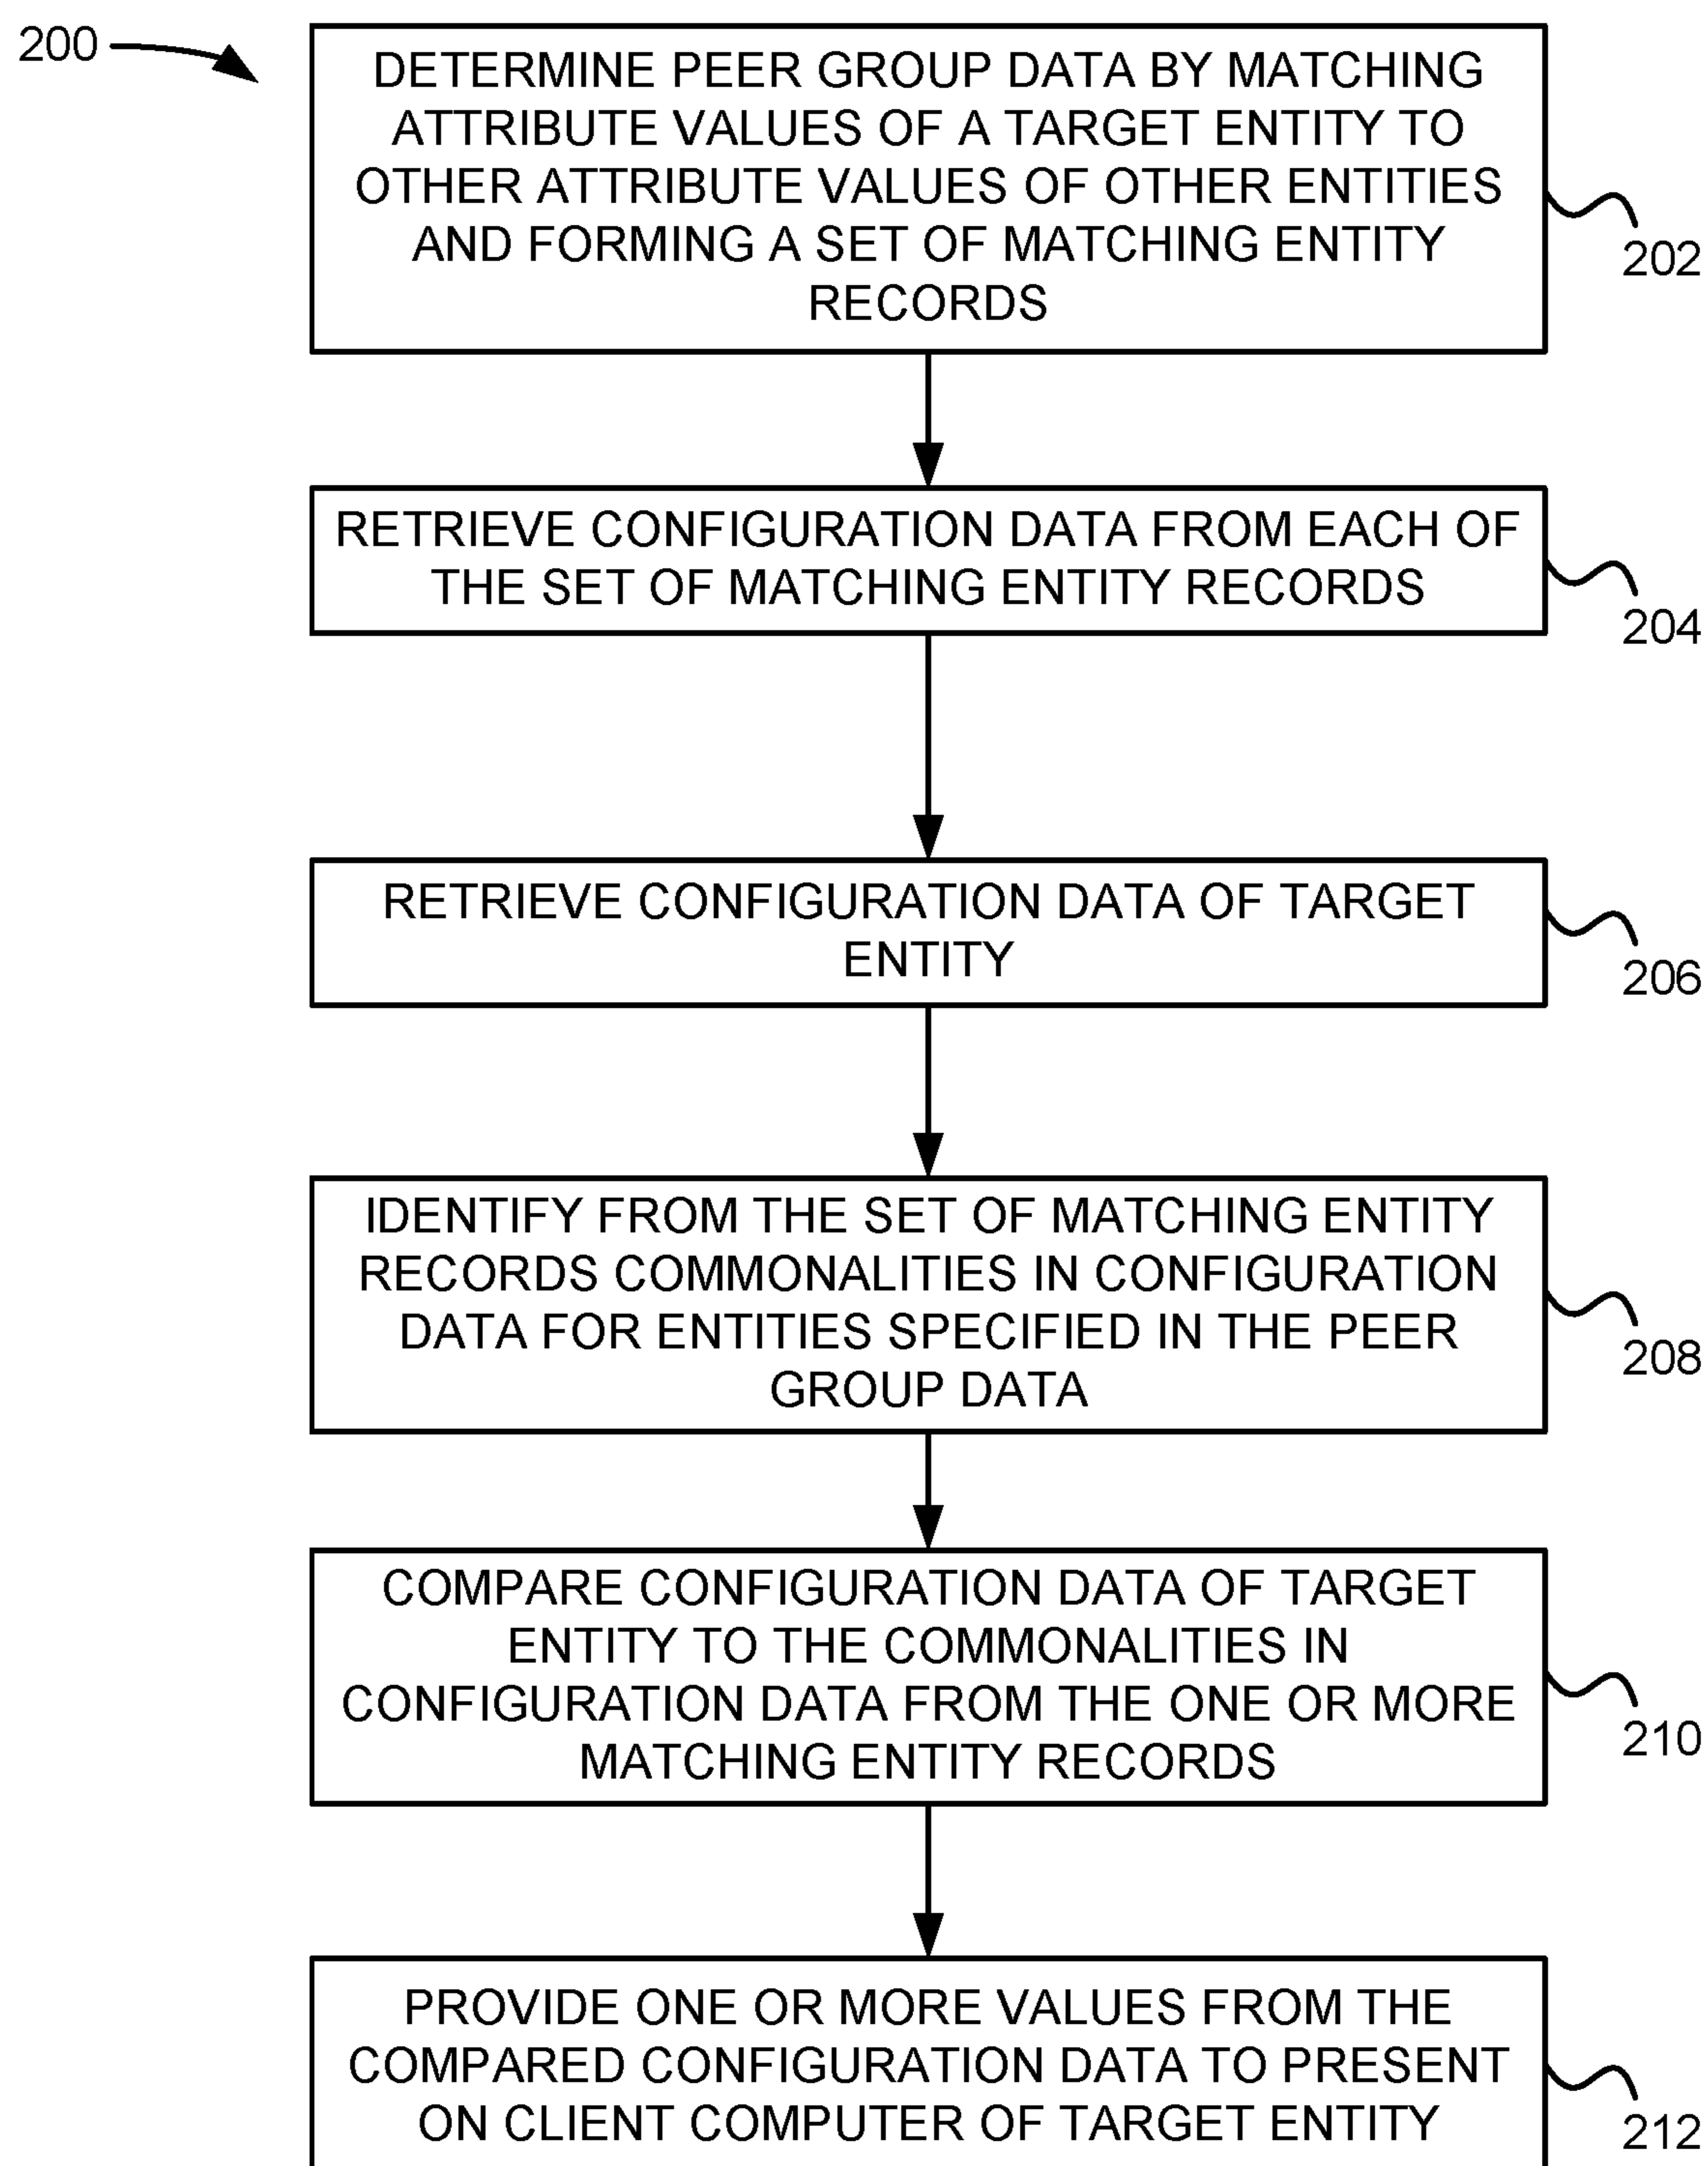 200
DETERMINE PEER GROUP DATA BY MATCHING
ATTRIBUTE VALUES OF A TARGET ENTITY TO
OTHER ATTRIBUTE VALUES OF OTHER ENTITIES
AND FORMING A SET OF MATCHING ENTITY
RECORDS
202
RETRIEVE CONFIGURATION DATA FROM EACH OF
THE SET OF MATCHING ENTITY RECORDS
204
RETRIEVE CONFIGURATION DATA OF TARGET
ENTITY
206
IDENTIFY FROM THE SET OF MATCHING ENTITY
RECORDS COMMONALITIES IN CONFIGURATION
DATA FOR ENTITIES SPECIFIED IN THE PEER
GROUP DATA
208
COMPARE CONFIGURATION DATA OF TARGET
ENTITY TO THE COMMONALITIES IN
CONFIGURATION DATA FROM THE ONE OR MORE
MATCHING ENTITY RECORDS
210
PROVIDE ONE OR MORE VALUES FROM THE
COMPARED CONFIGURATION DATA TO PRESENT
ON CLIENT COMPUTER OF TARGET ENTITY
212